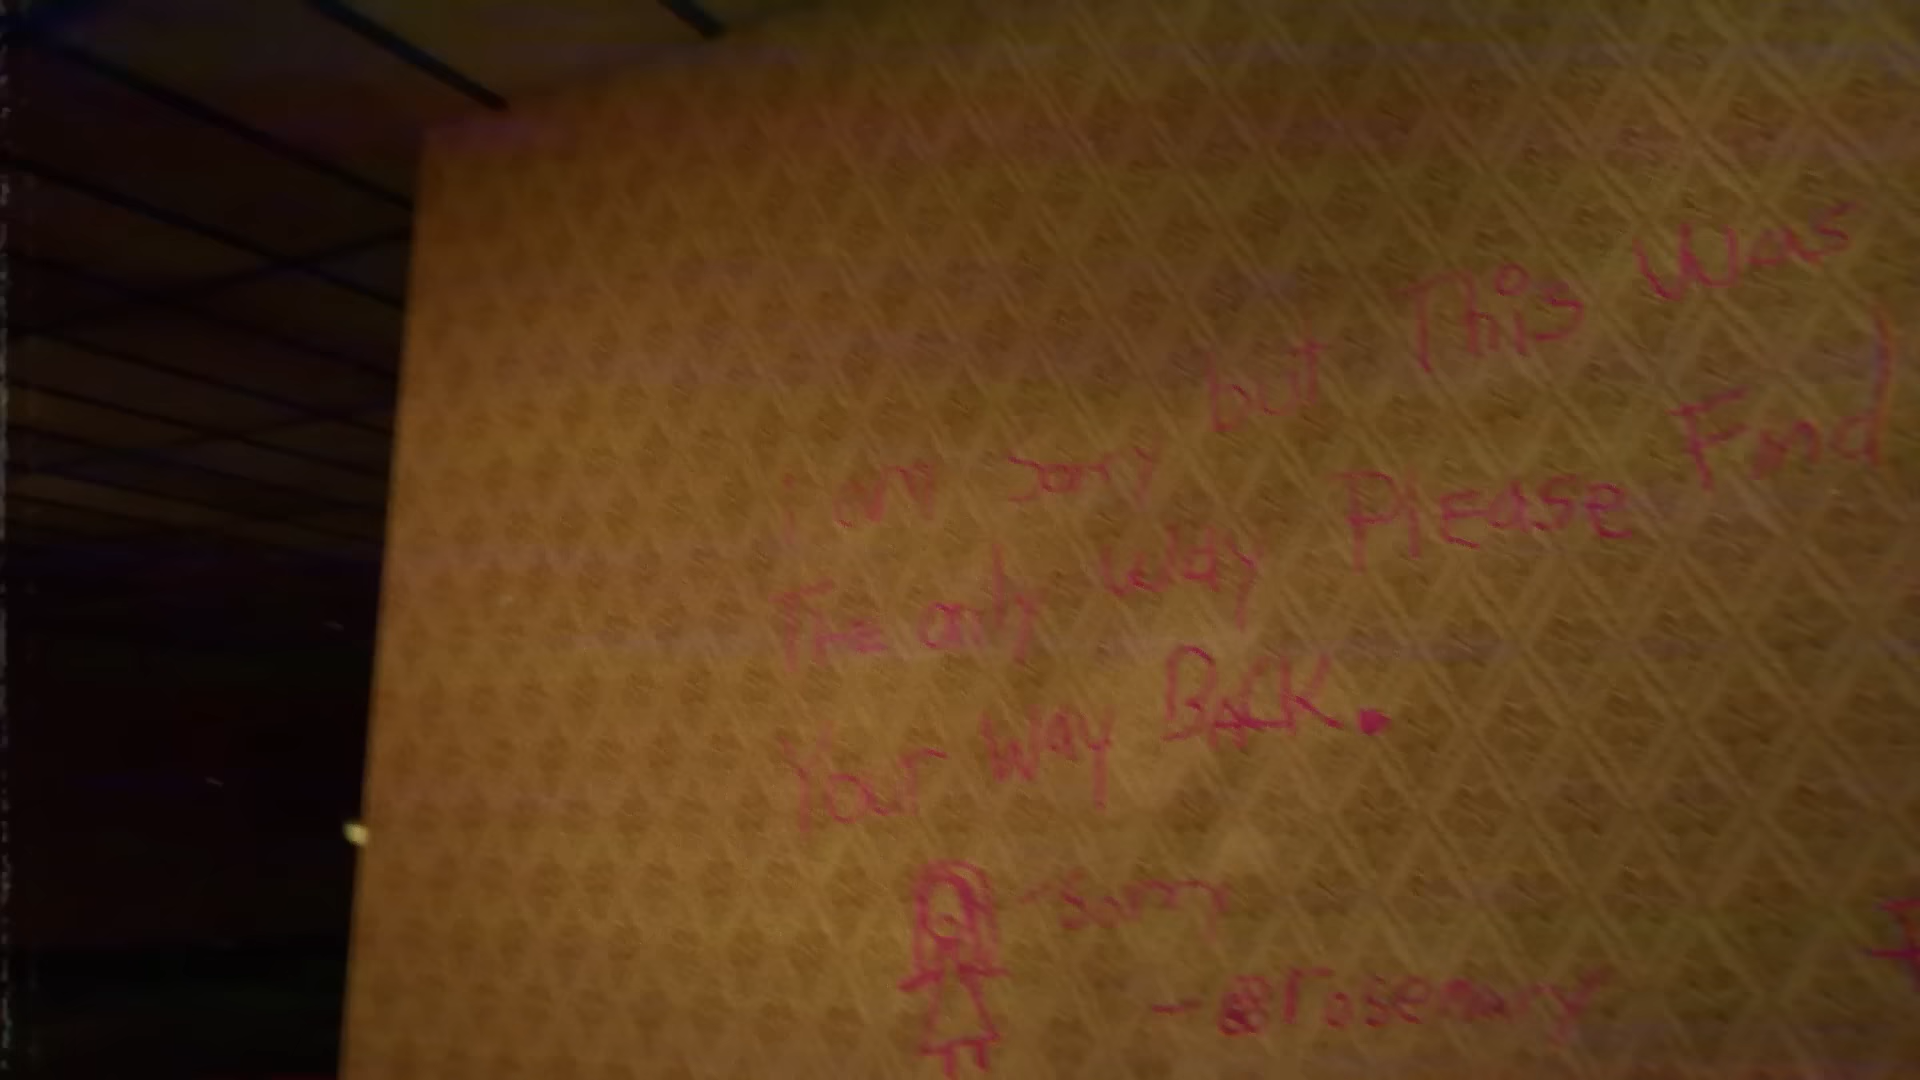 i am sorry but This was
The only way Please Find
Your way BACK.
sorry
- rosemary